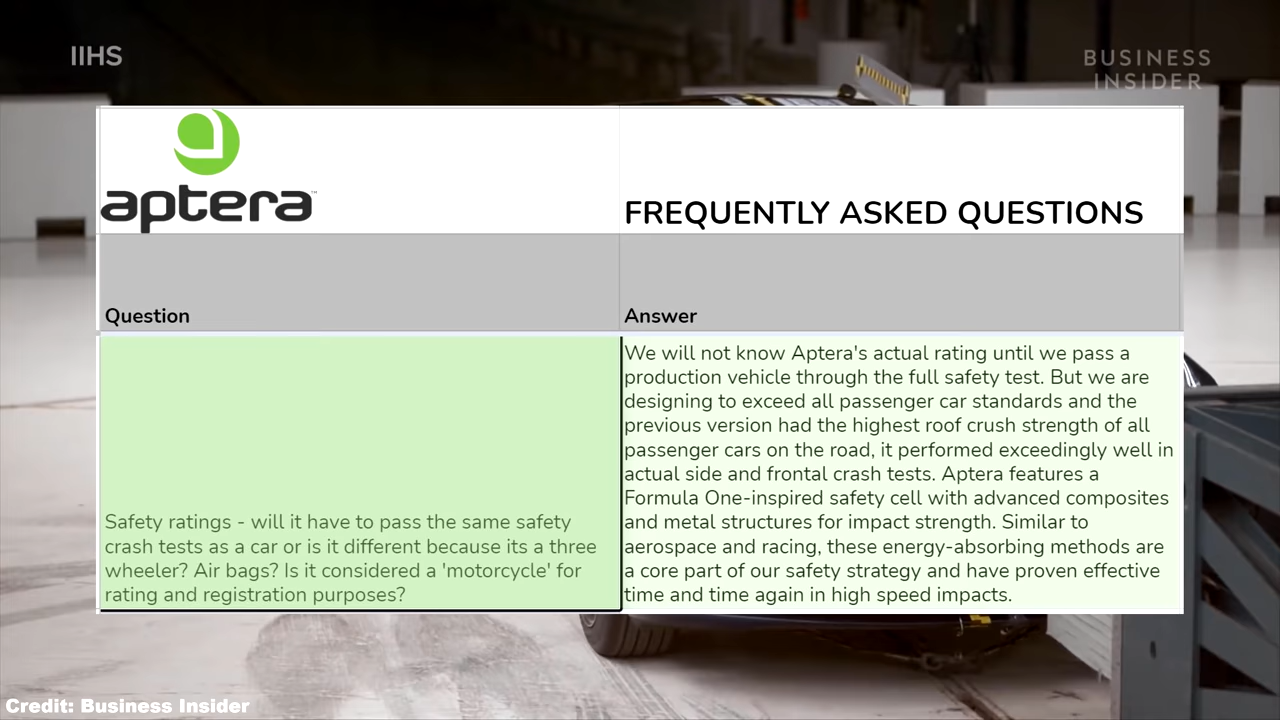 IIHS
BUSINESS
INSIDER
aptera™
FREQUENTLY ASKED QUESTIONS
Question
Answer
Safety ratings - will it have to pass the same safety
crash tests as a car or is it different because its a three
wheeler? Air bags? Is it considered a 'motorcycle' for
rating and registration purposes?
We will not know Aptera's actual rating until we pass a
production vehicle through the full safety test. But we are
designing to exceed all passenger car standards and the
previous version had the highest roof crush strength of all
passenger cars on the road, it performed exceedingly well in
actual side and frontal crash tests. Aptera features a
Formula One-inspired safety cell with advanced composites
and metal structures for impact strength. Similar to
aerospace and racing, these energy-absorbing methods are
a core part of our safety strategy and have proven effective
time and time again in high speed impacts.
Credit: Business Insider